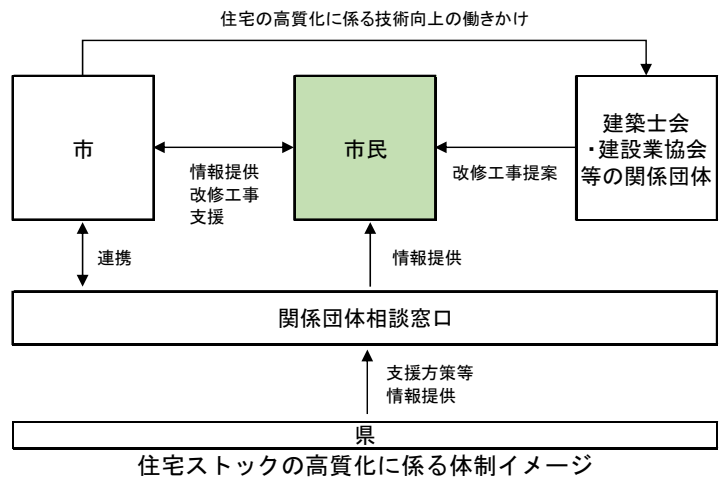 住宅の高質化に係る技術向上の働きかけ
市
市民
建築士会
・建設業協会
等の関係団体
情報提供
改修工事
支援
改修工事提案
連携
情報提供
関係団体相談窓口
支援方策等
情報提供
県
住宅ストックの高質化に係る体制イメージ